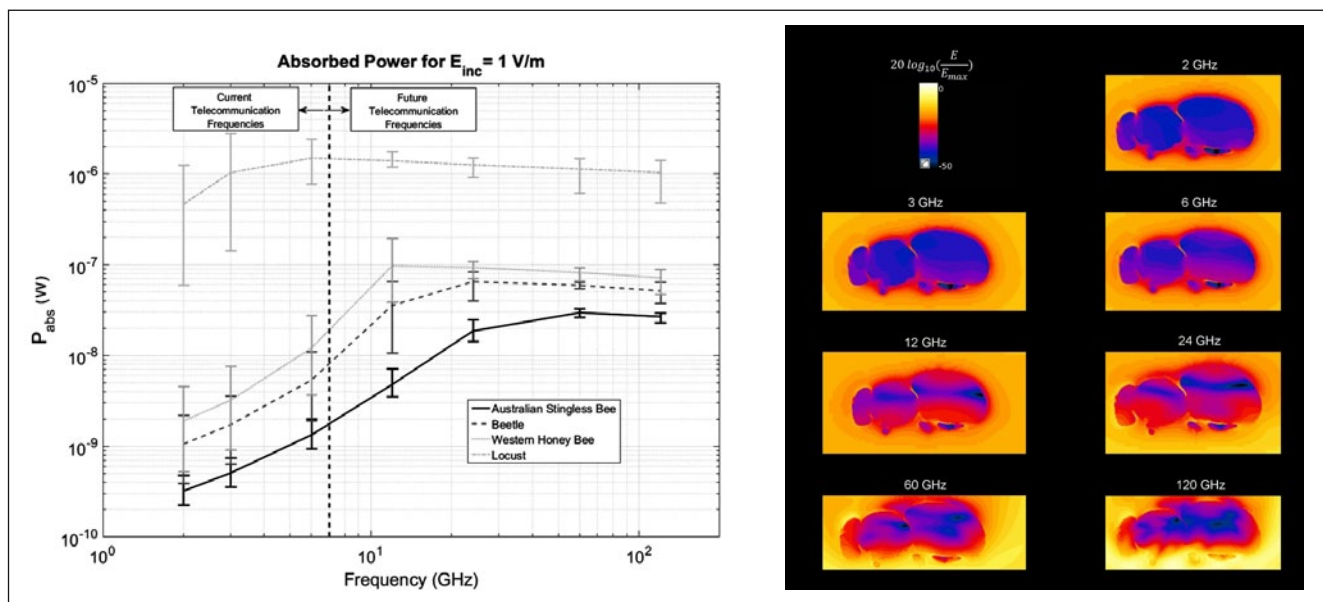 Absorbed Power for E_inc = 1 V/m
10^-5
10^-6
10^-7
10^-8
10^-9
10^-10
P_abs (W)
Current
Telecommunication
Frequencies
Future
Telecommunication
Frequencies
Australian Stingless Bee
Beetle
Western Honey Bee
Locust
10^0
10^1
10^2
Frequency (GHz)
20 log_10(E/E_max)
0
-50
2 GHz
3 GHz
6 GHz
12 GHz
24 GHz
60 GHz
120 GHz